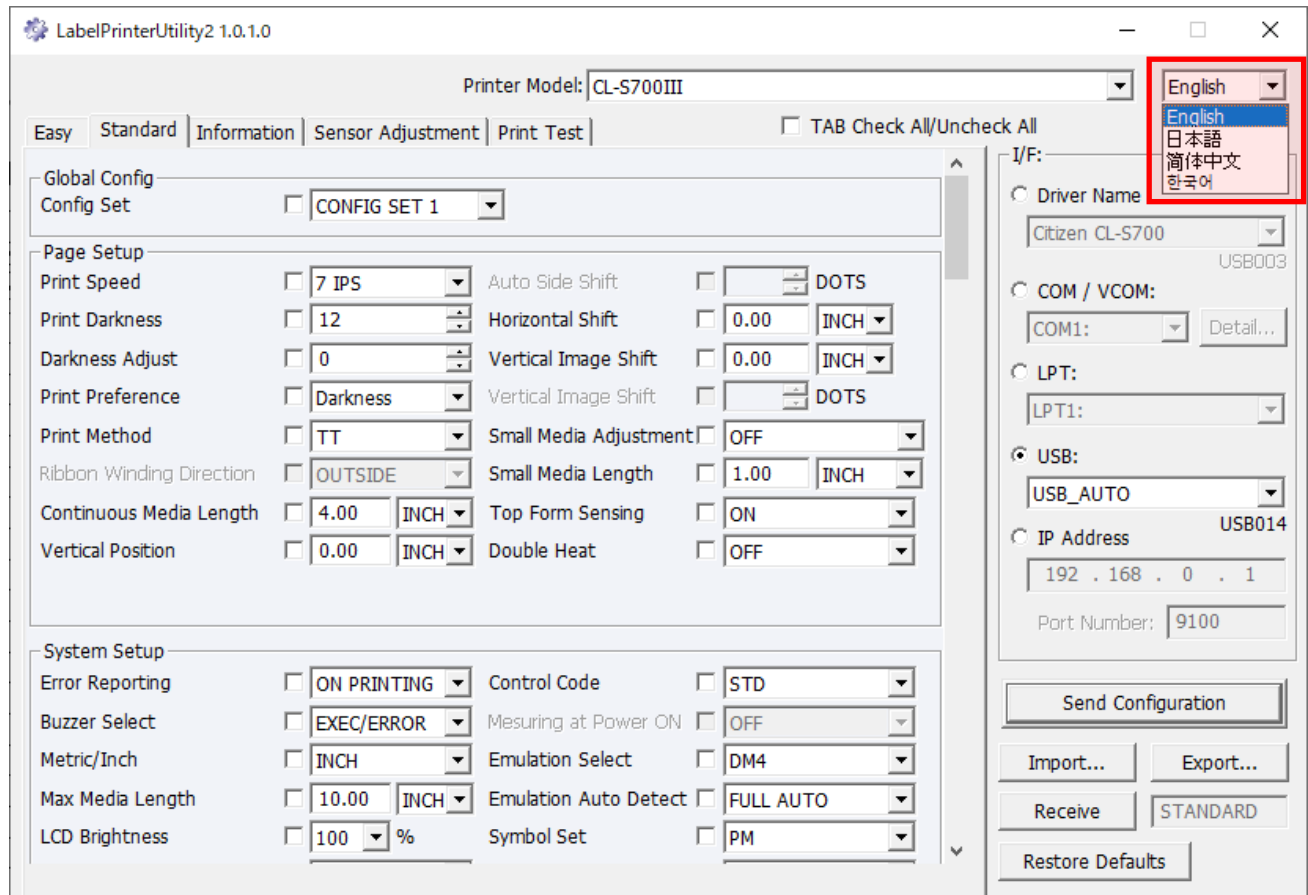 LabelPrinterUtility2 1.0.1.0
Printer Model: CL-S700III English
English
日本語
简体中文
한국어
Easy Standard Information Sensor Adjustment Print Test TAB Check All/Uncheck All
Global Config
Config Set CONFIG SET 1
Page Setup
Print Speed 7 IPS Auto Side Shift DOTS
Print Darkness 12 Horizontal Shift 0.00 INCH
Darkness Adjust 0 Vertical Image Shift 0.00 INCH
Print Preference Darkness Vertical Image Shift DOTS
Print Method TT Small Media Adjustment OFF
Ribbon Winding Direction OUTSIDE Small Media Length 1.00 INCH
Continuous Media Length 4.00 INCH Top Form Sensing ON
Vertical Position 0.00 INCH Double Heat OFF
System Setup
Error Reporting ON PRINTING Control Code STD
Buzzer Select EXEC/ERROR Mesuring at Power ON OFF
Metric/Inch INCH Emulation Select DM4
Max Media Length 10.00 INCH Emulation Auto Detect FULL AUTO
LCD Brightness 100 % Symbol Set PM
I/F:
Driver Name
Citizen CL-S700
USB003
COM / VCOM:
COM1: Detail...
LPT:
LPT1:
USB:
USB_AUTO
USB014
IP Address
192 . 168 . 0 . 1
Port Number: 9100
Send Configuration
Import... Export...
Receive STANDARD
Restore Defaults